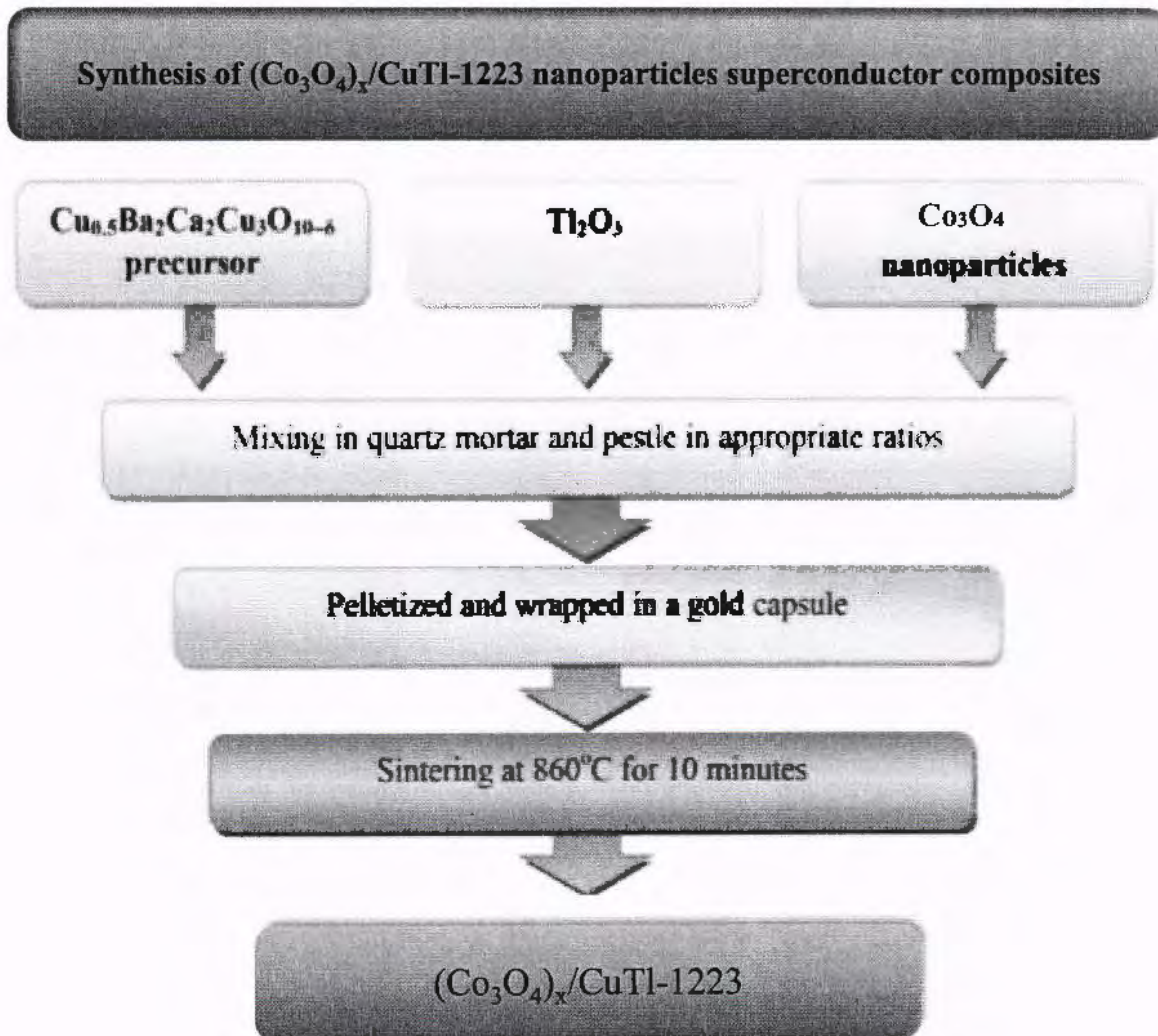 Synthesis of (Co₃O₄)ₓ/CuTl-1223 nanoparticles superconductor composites
Cu₀.₅Ba₂Ca₂Cu₃O₁₀₋δ
precursor
Tl₂O₃
Co₃O₄
nanoparticles
Mixing in quartz mortar and pestle in appropriate ratios
Pelletized and wrapped in a gold capsule
Sintering at 860°C for 10 minutes
(Co₃O₄)ₓ/CuTl-1223